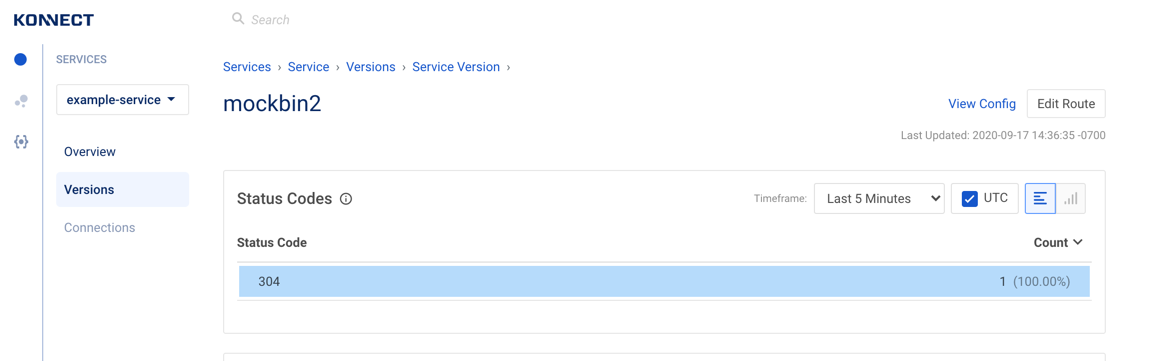 KONNECT
Search
SERVICES
example-service
Overview
Versions
Connections
Services › Service › Versions › Service Version ›
mockbin2
View Config
Edit Route
Last Updated: 2020-09-17 14:36:35 -0700
Status Codes
Timeframe:
Last 5 Minutes
UTC
Status Code
Count
304
1 (100.00%)